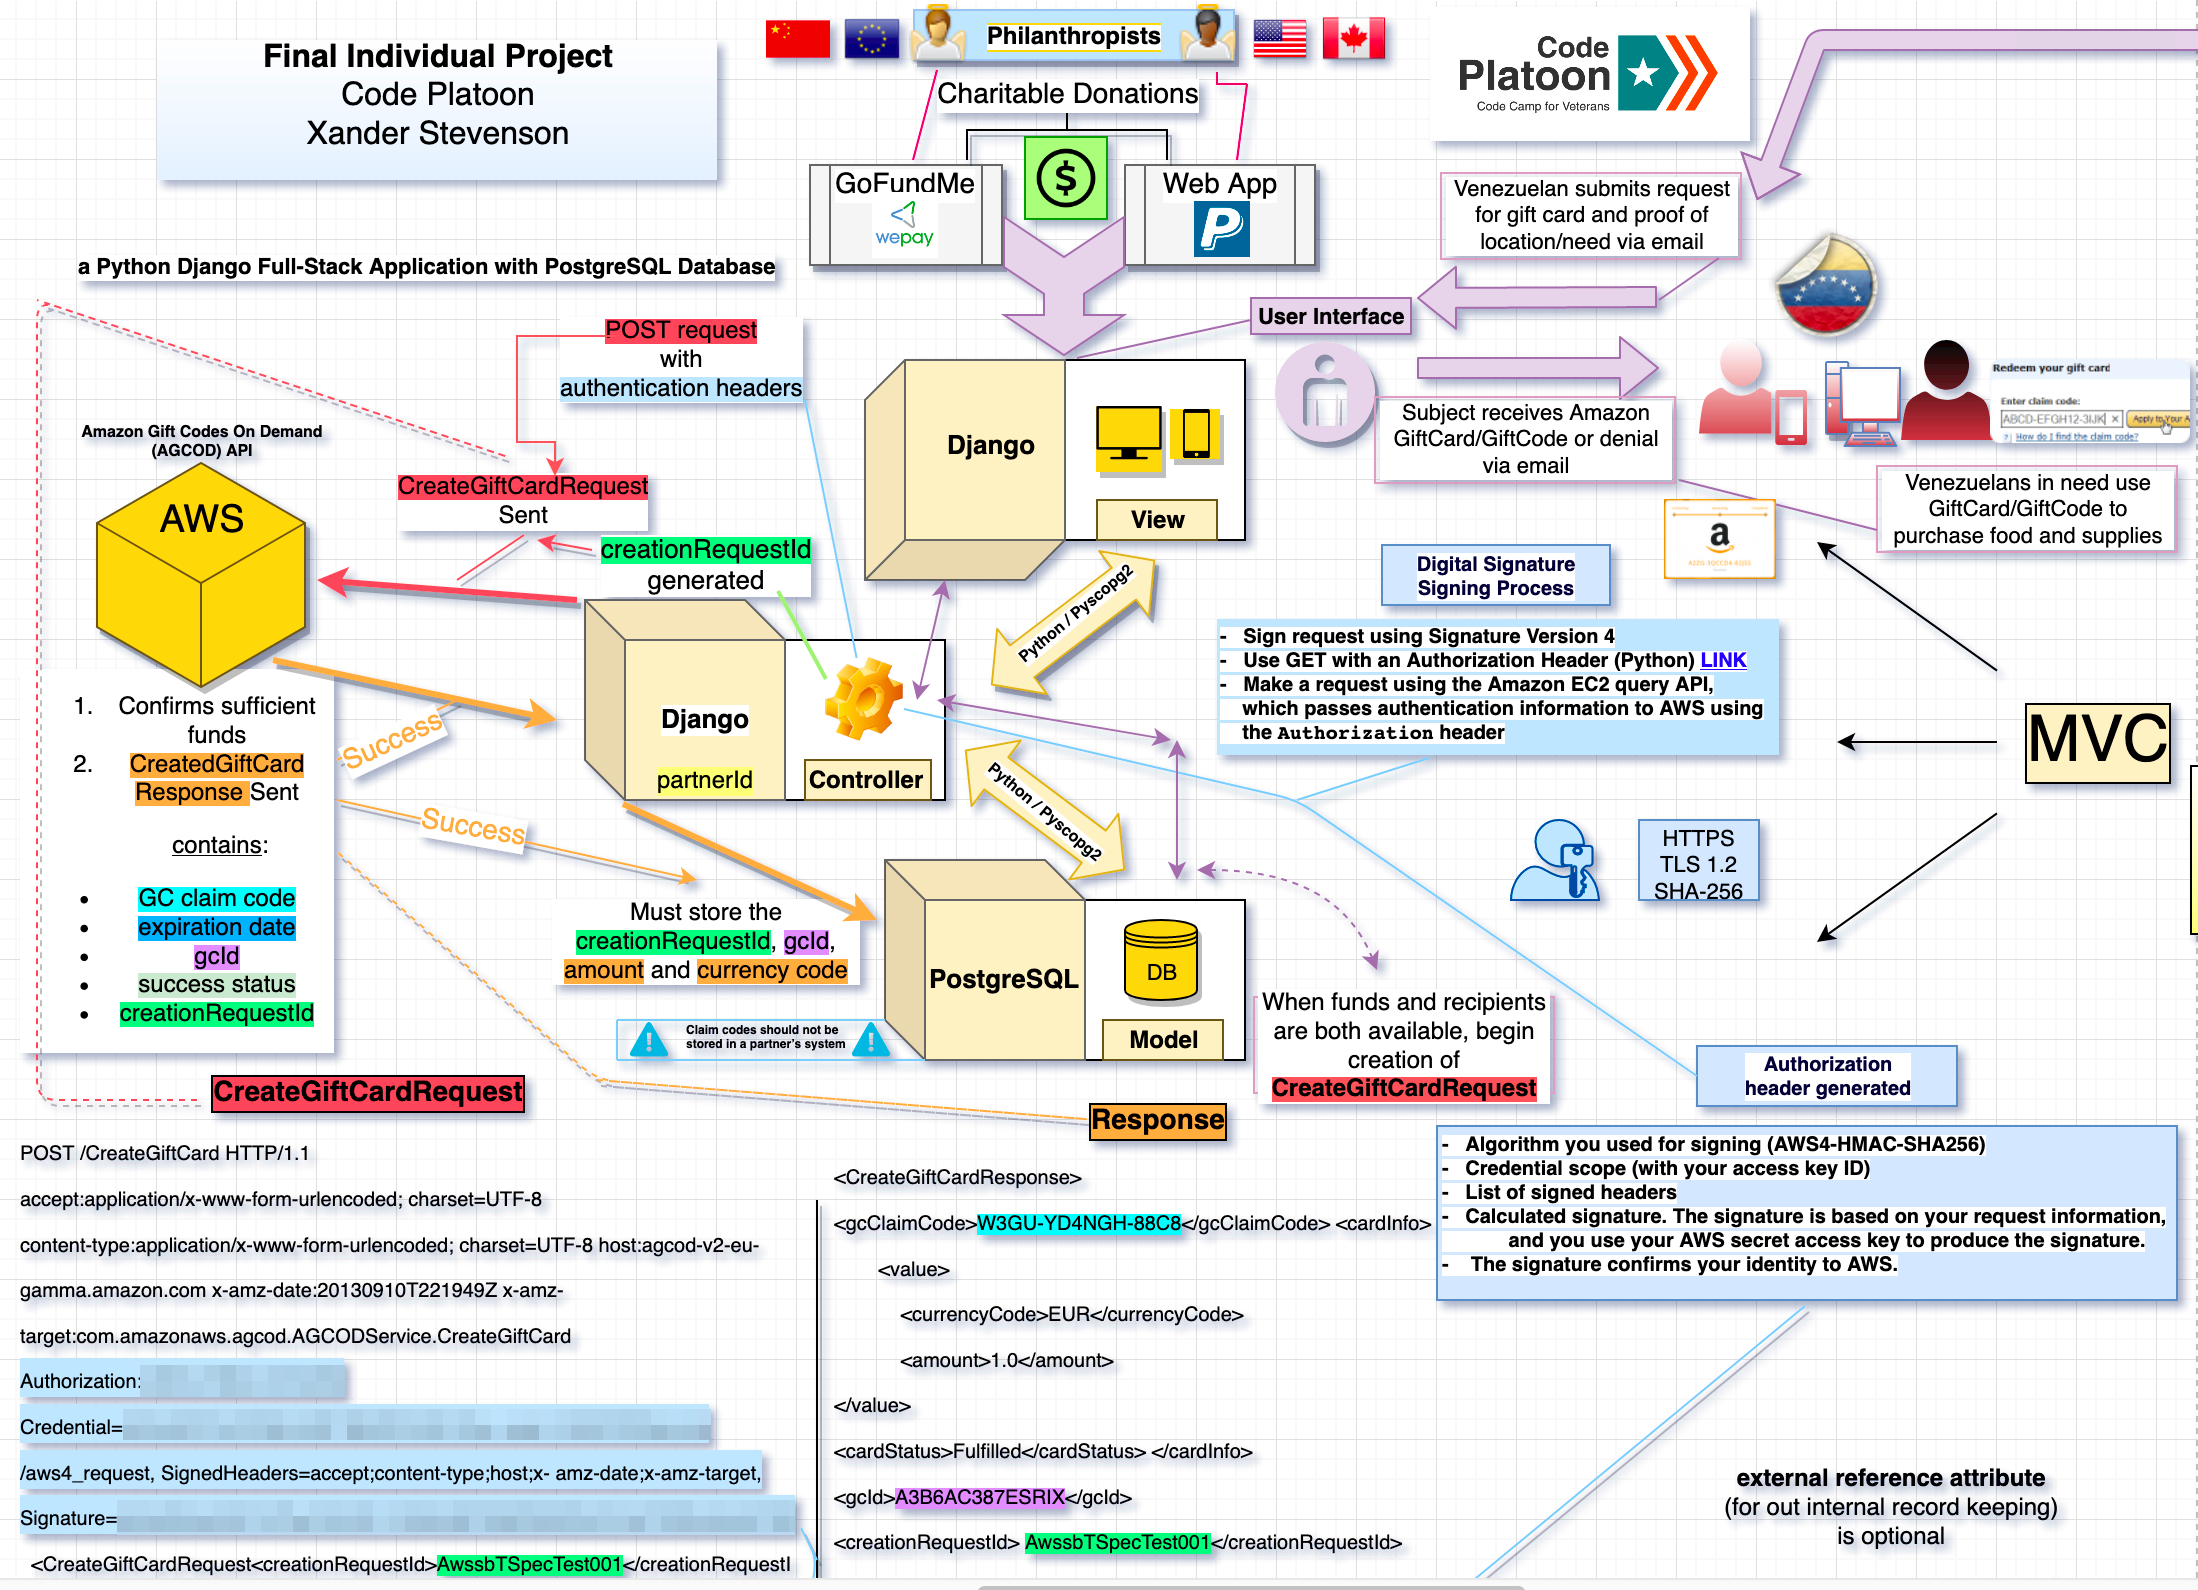 Final Individual Project
Code Platoon
Xander Stevenson
Philanthropists
Charitable Donations
GoFundMe
wepay
$
Web App
P
Code
Platoon
Code Camp for Veterans
Venezuelan submits request
for gift card and proof of
location/need via email
a Python Django Full-Stack Application with PostgreSQL Database
User Interface
POST request
with
authentication headers
Subject receives Amazon
GiftCard/GiftCode or denial
via email
Redeem your gift card
Enter claim code:
ABCD-EFGH12-3IJK
Apply to Your A
? How do I find the claim code?
Amazon Gift Codes On Demand
(AGCOD) API
AWS
CreateGiftCardRequest
Sent
creationRequestId
generated
Django
View
Venezuelans in need use
GiftCard/GiftCode to
purchase food and supplies
a
Python / Pyscopg2
Digital Signature
Signing Process
- Sign request using Signature Version 4
- Use GET with an Authorization Header (Python) LINK
- Make a request using the Amazon EC2 query API,
which passes authentication information to AWS using
the Authorization header
MVC
1. Confirms sufficient
funds
2. CreatedGiftCard
Response Sent
contains:
• GC claim code
• expiration date
• gcId
• success status
• creationRequestId
Success
Success
Django
partnerId
Controller
Python / Pyscopg2
HTTPS
TLS 1.2
SHA-256
Must store the
creationRequestId, gcId,
amount and currency code
PostgreSQL
DB
Model
Claim codes should not be
stored in a partner's system
When funds and recipients
are both available, begin
creation of
CreateGiftCardRequest
Authorization
header generated
CreateGiftCardRequest
Response
- Algorithm you used for signing (AWS4-HMAC-SHA256)
- Credential scope (with your access key ID)
- List of signed headers
- Calculated signature. The signature is based on your request information,
and you use your AWS secret access key to produce the signature.
- The signature confirms your identity to AWS.
POST /CreateGiftCard HTTP/1.1
accept:application/x-www-form-urlencoded; charset=UTF-8
content-type:application/x-www-form-urlencoded; charset=UTF-8 host:agcod-v2-eu-
gamma.amazon.com x-amz-date:20130910T221949Z x-amz-
target:com.amazonaws.agcod.AGCODService.CreateGiftCard
Authorization:
Credential=
/aws4_request, SignedHeaders=accept;content-type;host;x- amz-date;x-amz-target,
Signature=
<CreateGiftCardRequest<creationRequestId>AwssbTSpecTest001</creationRequestI
<CreateGiftCardResponse>
<gcClaimCode>W3GU-YD4NGH-88C8</gcClaimCode> <cardInfo>
<value>
<currencyCode>EUR</currencyCode>
<amount>1.0</amount>
</value>
<cardStatus>Fulfilled</cardStatus> </cardInfo>
<gcId>A3B6AC387ESRIX</gcId>
<creationRequestId> AwssbTSpecTest001</creationRequestId>
external reference attribute
(for out internal record keeping)
is optional